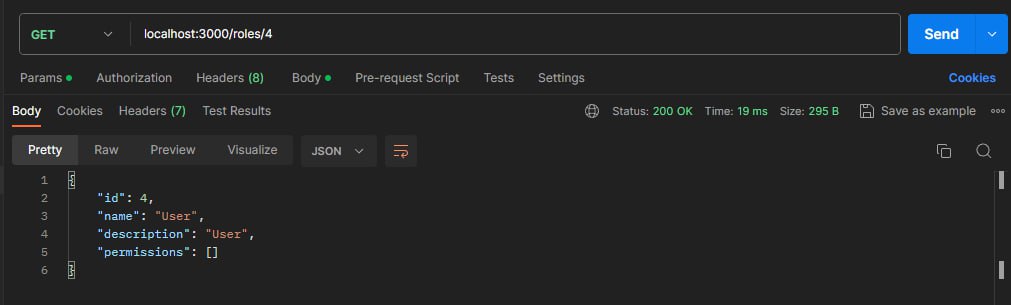 GET localhost:3000/roles/4 Send
Params Authorization Headers (8) Body Pre-request Script Tests Settings Cookies
Body Cookies Headers (7) Test Results Status: 200 OK Time: 19 ms Size: 295 B Save as example
Pretty Raw Preview Visualize JSON
1 {
2 "id": 4,
3 "name": "User",
4 "description": "User",
5 "permissions": []
6 }